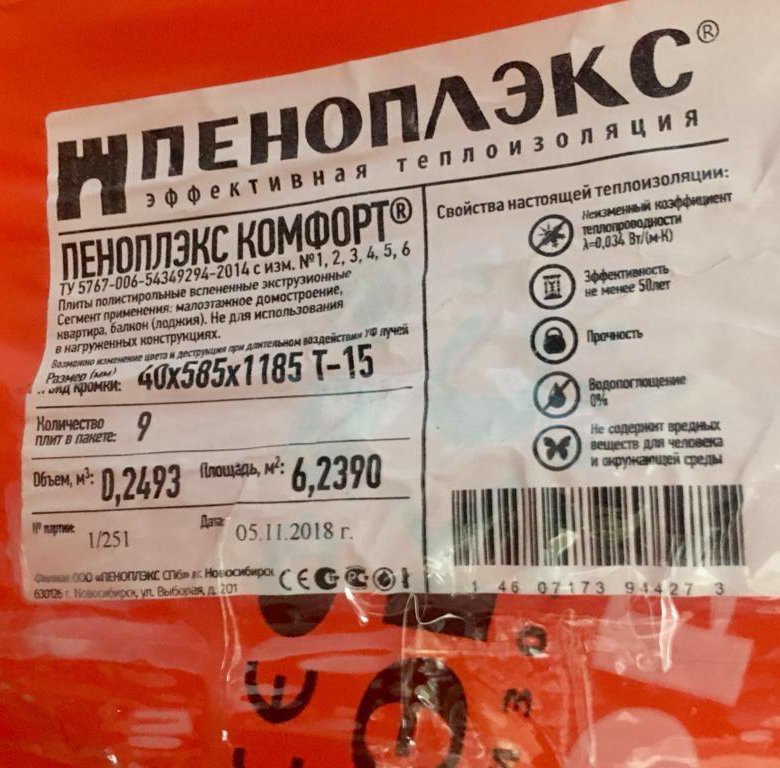 ПЕНОПЛЭКС®
эффективная теплоизоляция
ПЕНОПЛЭКС КОМФОРТ®
ТУ 5767-006-54349294-2014 с изм. №1, 2, 3, 4, 5, 6
Плиты полистирольные вспененные экструзионные
Сегмент применения: малоэтажное домостроение,
квартира, балкон (лоджия). Не для использования
в нагруженных конструкциях.
Возможно изменение цвета и деструкция при длительном воздействии УФ лучей
Размер (мм)
вид кромки: 40х585х1185 Т-15
Количество
плит в пакете: 9
Объем, м³: 0,2493 Площадь, м²: 6,2390
№ партии: 1/251 Дата: 05.11.2018 г.
Филиал ООО «ПЕНОПЛЭКС СПб» в г. Новосибирск
630126 г. Новосибирск, ул. Выборная, д. 201
Свойства настоящей теплоизоляции:
Неизменный коэффициент
теплопроводности
λ=0,034 Вт/(м·К)
Эффективность
не менее 50лет
Прочность
Водопоглощение
0%
Не содержит вредных
веществ для человека
и окружающей среды
1 46 07173 94427 3